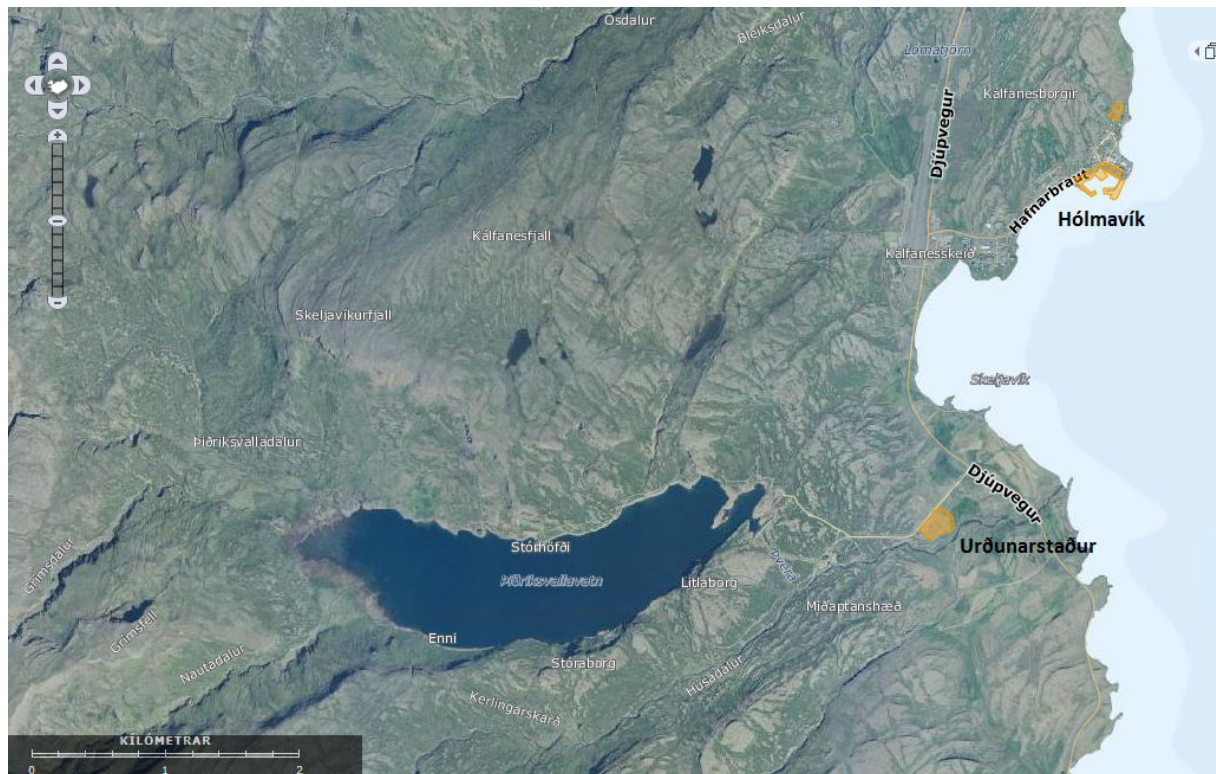 Ósdalur
Bleiksdalur
Lómatjörn
Kálfanesborgir
Djúpvegur
Hafnarbraut
Hólmavík
Kálfanesfjall
Kálfanesskeið
Skeljavíkurfjall
Skeljavík
Þiðriksvalladalur
Djúpvegur
Stórhöfði
Urðunarstaður
Grímsdalur
Þiðriksvallavatn
Þverá
Litlaborg
Miðaptanshæð
Grímsfell
Enni
Nautadalur
Stóraborg
Húsadalur
Kerlingarskarð
KÍLÓMETRAR
0 1 2